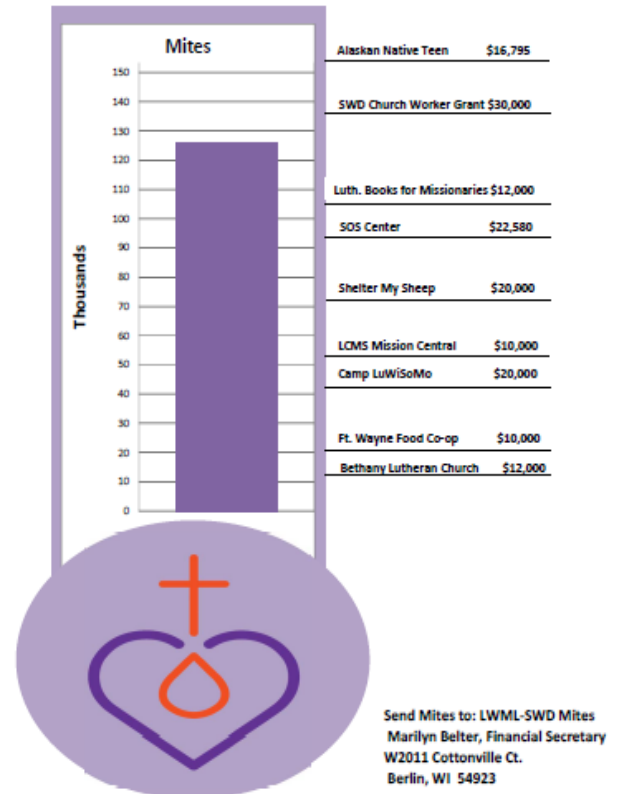 Mites
Alaskan Native Teen $16,795
150
140
SWD Church Worker Grant $30,000
130
120
110
Luth. Books for Missionaries $12,000
100
SOS Center $22,580
90
80
Shelter My Sheep $20,000
70
60
LCMS Mission Central $10,000
50
Camp LuWiSoMo $20,000
40
30
Ft. Wayne Food Co-op $10,000
20
Bethany Lutheran Church $12,000
10
0
Thousands
Send Mites to: LWML-SWD Mites
Marilyn Belter, Financial Secretary
W2011 Cottonville Ct.
Berlin, WI 54923